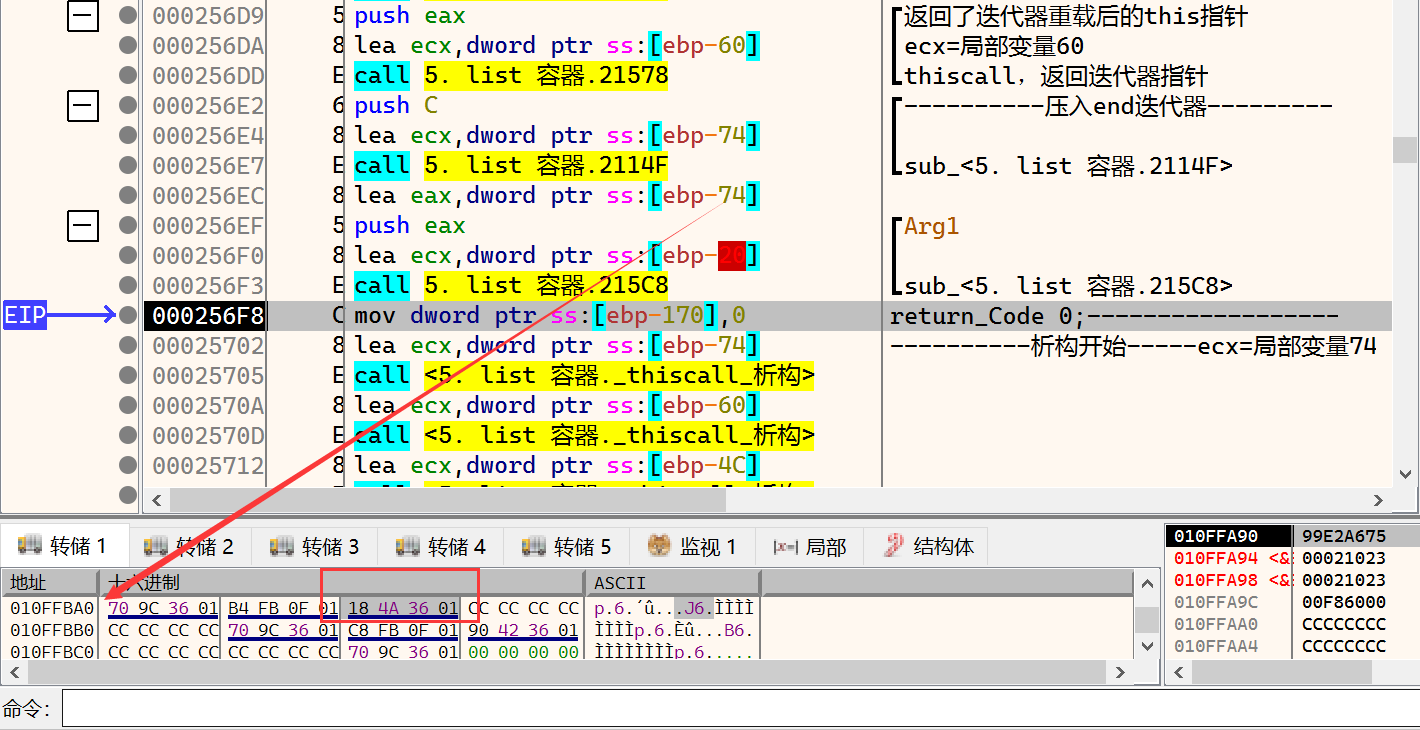 000256D9 5 push eax 返回了迭代器重载后的this指针
000256DA 8 lea ecx,dword ptr ss:[ebp-60] ecx=局部变量60
000256DD E call 5. list 容器.21578 thiscall，返回迭代器指针
000256E2 6 push C ----------压入end迭代器---------
000256E4 8 lea ecx,dword ptr ss:[ebp-74]
000256E7 E call 5. list 容器.2114F sub_<5. list 容器.2114F>
000256EC 8 lea eax,dword ptr ss:[ebp-74]
000256EF 5 push eax Arg1
000256F0 8 lea ecx,dword ptr ss:[ebp-20]
000256F3 E call 5. list 容器.215C8 sub_<5. list 容器.215C8>
EIP 000256F8 C mov dword ptr ss:[ebp-170],0 return_Code 0;------------------
00025702 8 lea ecx,dword ptr ss:[ebp-74] ----------析构开始-----ecx=局部变量74
00025705 E call <5. list 容器._thiscall_析构>
0002570A 8 lea ecx,dword ptr ss:[ebp-60]
0002570D E call <5. list 容器._thiscall_析构>
00025712 8 lea ecx,dword ptr ss:[ebp-4C]
转储 1 转储 2 转储 3 转储 4 转储 5 监视 1 |x=| 局部 结构体
地址 十六进制 ASCII
010FFBA0 70 9C 36 01 B4 FB 0F 01 18 4A 36 01 CC CC CC CC p.6.´û...J6.ÌÌÌÌ
010FFBB0 CC CC CC CC 70 9C 36 01 C8 FB 0F 01 90 42 36 01 ÌÌÌÌp.6.Èû...B6.
010FFBC0 CC CC CC CC CC CC CC CC 70 9C 36 01 00 00 00 00 ÌÌÌÌÌÌÌÌp.6.....
010FFA90 99E2A675
010FFA94 <& 00021023
010FFA98 <& 00021023
010FFA9C 00F86000
010FFAA0 CCCCCCCC
010FFAA4 CCCCCCCC
命令: